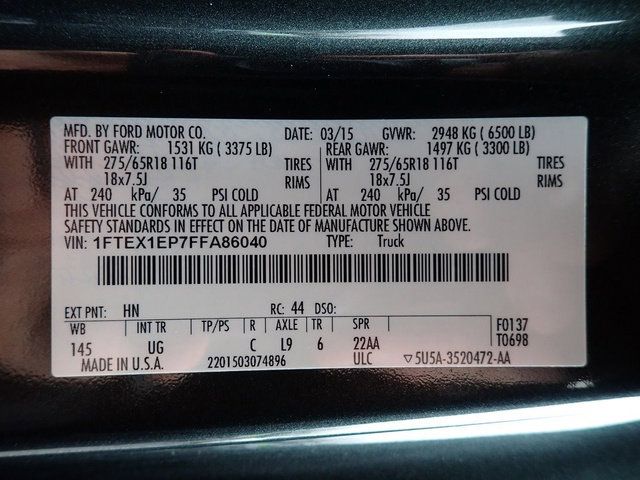 MFD. BY FORD MOTOR CO. DATE: 03/15 GVWR: 2948 KG ( 6500 LB)
FRONT GAWR: 1531 KG ( 3375 LB) REAR GAWR: 1497 KG ( 3300 LB)
WITH 275/65R18 116T TIRES WITH 275/65R18 116T TIRES
18x7.5J RIMS 18x7.5J RIMS
AT 240 kPa/ 35 PSI COLD AT 240 kPa/ 35 PSI COLD
THIS VEHICLE CONFORMS TO ALL APPLICABLE FEDERAL MOTOR VEHICLE
SAFETY STANDARDS IN EFFECT ON THE DATE OF MANUFACTURE SHOWN ABOVE.
VIN: 1FTEX1EP7FFA86040 TYPE: Truck
EXT PNT: HN RC: 44 DSO:
WB INT TR TP/PS R AXLE TR SPR F0137
145 UG C L9 6 22AA T0698
MADE IN U.S.A. 2201503074896 ULC ▽5U5A-3520472-AA